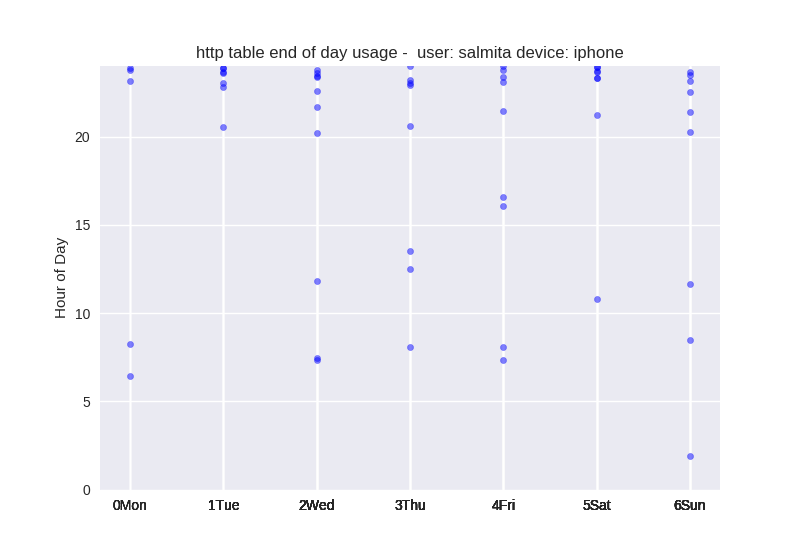 http table end of day usage -  user: salmita device: iphone
20
15
10
5
0
Hour of Day
0Mon 1Tue 2Wed 3Thu 4Fri 5Sat 6Sun